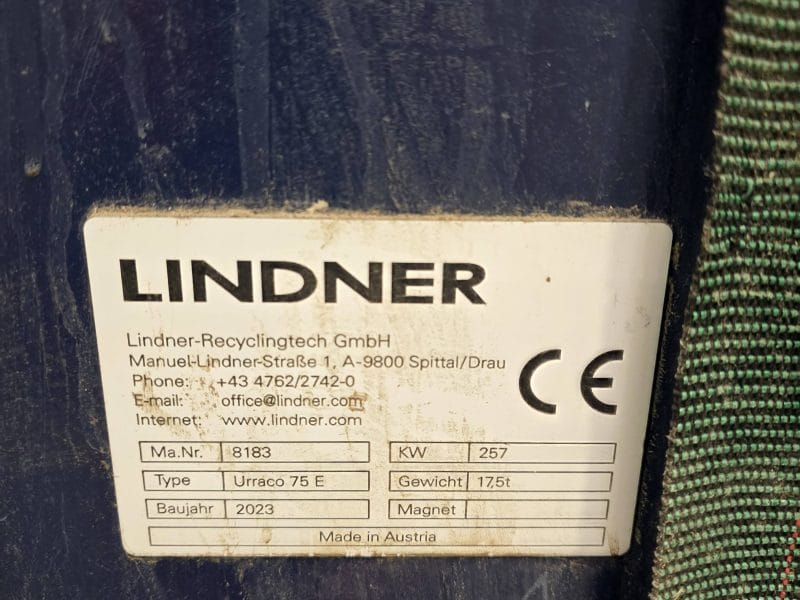 LINDNER
Lindner-Recyclingtech GmbH
Manuel-Lindner-Straße 1, A-9800 Spittal/Drau
Phone: +43 4762/2742-0
E-mail: office@lindner.com
Internet: www.lindner.com
CE
Ma.Nr. 8183 KW 257
Type Urraco 75 E Gewicht 17,5t
Baujahr 2023 Magnet
Made in Austria